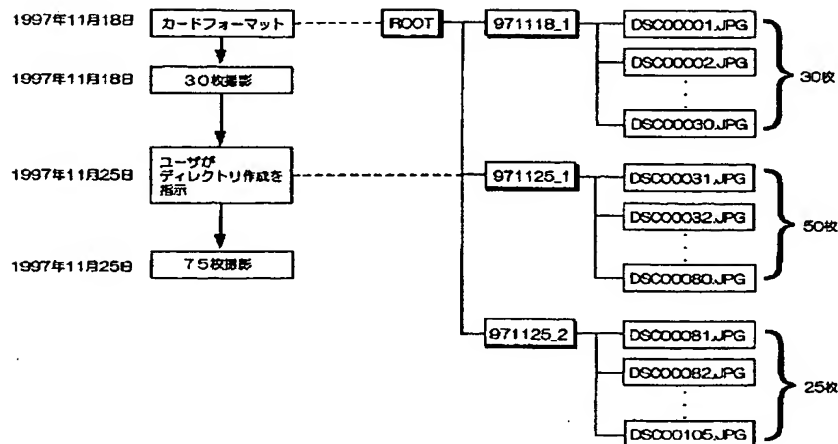 1997年11月18日
カードフォーマット
ROOT
971118_1
DSC00001.JPG
DSC00002.JPG
DSC00030.JPG
30枚
1997年11月18日
30枚撮影
1997年11月25日
ユーザが
ディレクトリ作成を
指示
971125_1
DSC00031.JPG
DSC00032.JPG
DSC00080.JPG
50枚
1997年11月25日
75枚撮影
971125_2
DSC00081.JPG
DSC00082.JPG
DSC00105.JPG
25枚